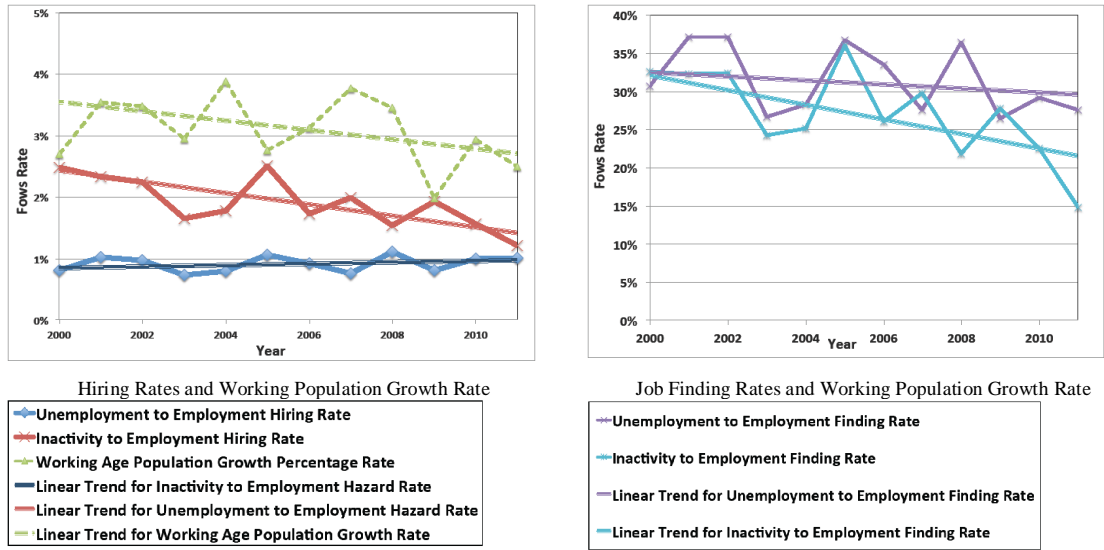 5%
4%
3%
2%
1%
0%
Fows Rate
2000
2002
2004
2006
2008
2010
Year
Hiring Rates and Working Population Growth Rate
Unemployment to Employment Hiring Rate
Inactivity to Employment Hiring Rate
Working Age Population Growth Percentage Rate
Linear Trend for Inactivity to Employment Hazard Rate
Linear Trend for Unemployment to Employment Hazard Rate
Linear Trend for Working Age Population Growth Rate
40%
35%
30%
25%
20%
15%
10%
5%
0%
Fows Rate
2000
2002
2004
2006
2008
2010
Year
Job Finding Rates and Working Population Growth Rate
Unemployment to Employment Finding Rate
Inactivity to Employment Finding Rate
Linear Trend for Unemployment to Employment Finding Rate
Linear Trend for Inactivity to Employment Finding Rate